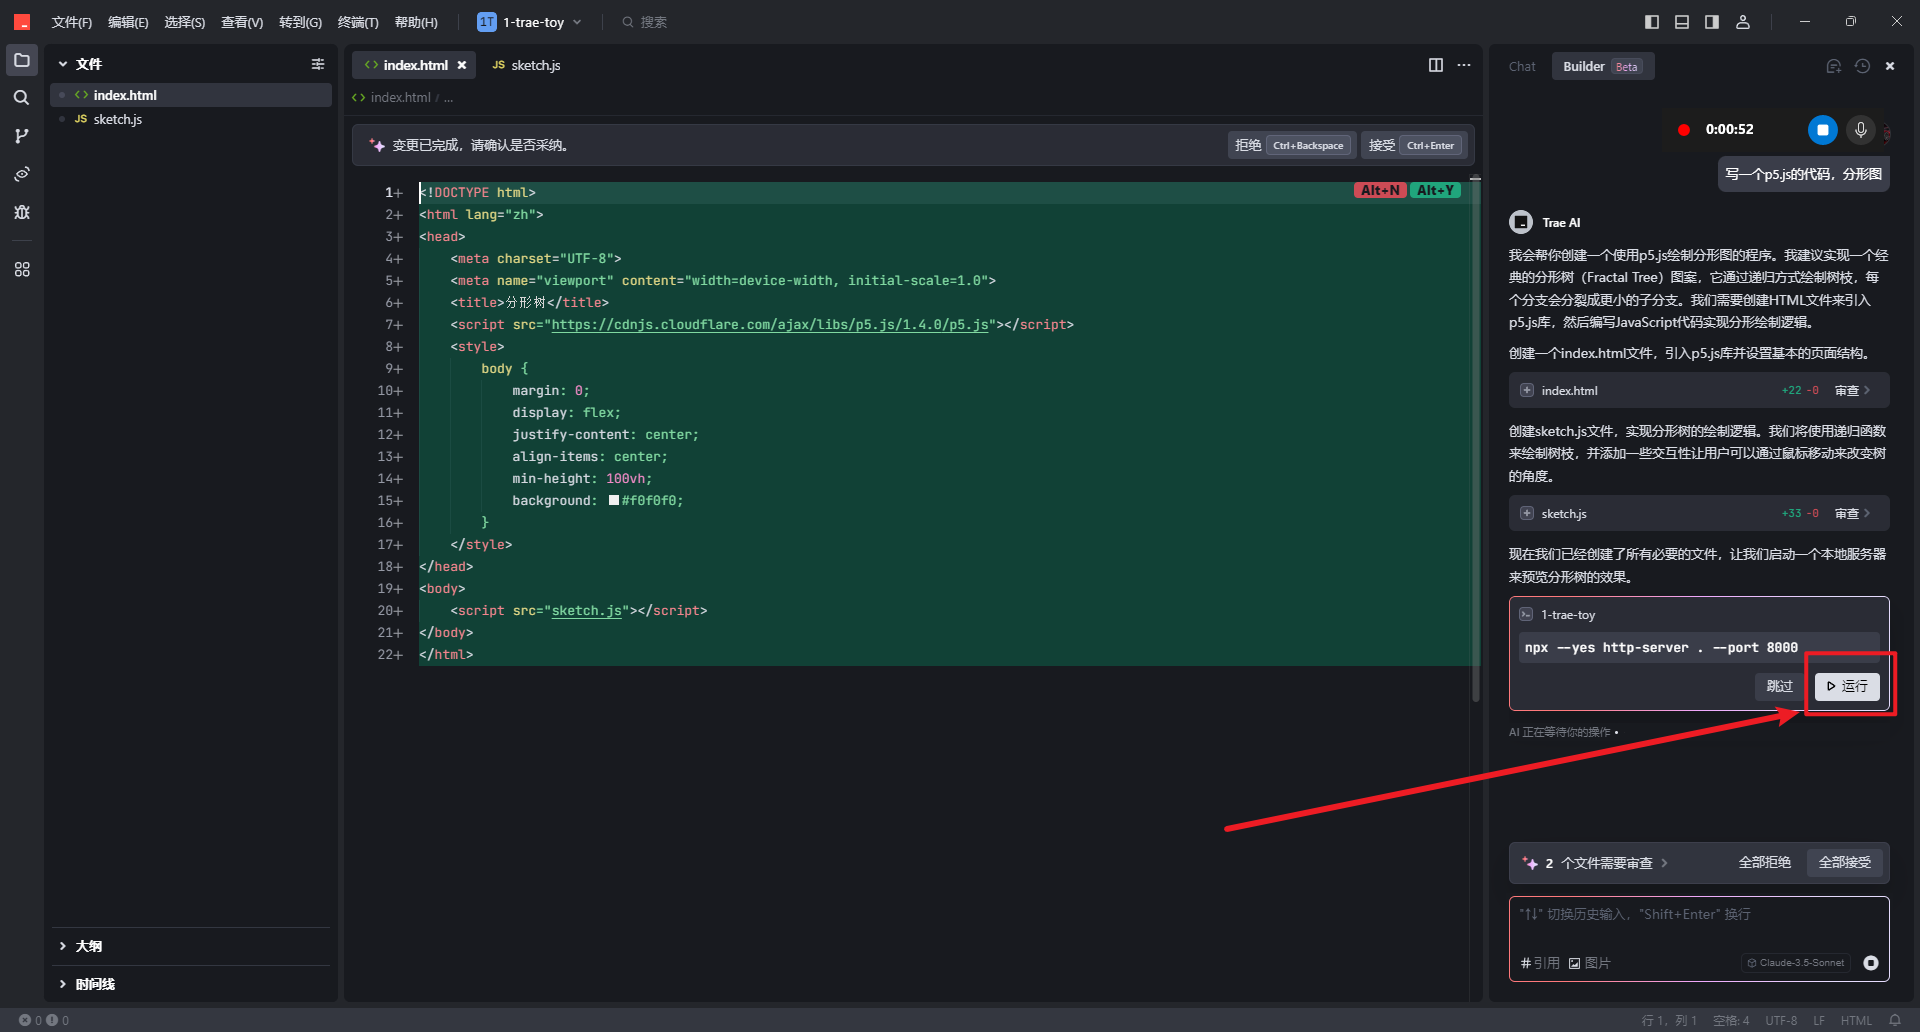 文件(F) 编辑(E) 选择(S) 查看(V) 转到(G) 终端(T) 帮助(H) 1T 1-trae-toy 搜索
文件
index.html
JS sketch.js
大纲
时间线
index.html JS sketch.js
index.html / ...
变更已完成，请确认是否采纳。 拒绝 Ctrl+Backspace 接受 Ctrl+Enter
Alt+N Alt+Y
1+ <!DOCTYPE html>
2+ <html lang="zh">
3+ <head>
4+ <meta charset="UTF-8">
5+ <meta name="viewport" content="width=device-width, initial-scale=1.0">
6+ <title>分形树</title>
7+ <script src="https://cdnjs.cloudflare.com/ajax/libs/p5.js/1.4.0/p5.js"></script>
8+ <style>
9+ body {
10+ margin: 0;
11+ display: flex;
12+ justify-content: center;
13+ align-items: center;
14+ min-height: 100vh;
15+ background: #f0f0f0;
16+ }
17+ </style>
18+ </head>
19+ <body>
20+ <script src="sketch.js"></script>
21+ </body>
22+ </html>
Chat Builder Beta
0:00:52
写一个p5.js的代码，分形图
Trae AI
我会帮你创建一个使用p5.js绘制分形图的程序。我建议实现一个经
典的分形树（Fractal Tree）图案，它通过递归方式绘制树枝，每
个分支会分裂成更小的子分支。我们需要创建HTML文件来引入
p5.js库，然后编写JavaScript代码实现分形绘制逻辑。
创建一个index.html文件，引入p5.js库并设置基本的页面结构。
index.html +22 -0 审查
创建sketch.js文件，实现分形树的绘制逻辑。我们将使用递归函数
来绘制树枝，并添加一些交互性让用户可以通过鼠标移动来改变树
的角度。
sketch.js +33 -0 审查
现在我们已经创建了所有必要的文件，让我们启动一个本地服务器
来预览分形树的效果。
1-trae-toy
npx --yes http-server . --port 8000
跳过 运行
AI 正在等待你的操作
2 个文件需要审查 全部拒绝 全部接受
"↑↓" 切换历史输入，"Shift+Enter" 换行
# 引用 图片 Claude-3.5-Sonnet
0 0 行 1，列 1 空格: 4 UTF-8 LF HTML